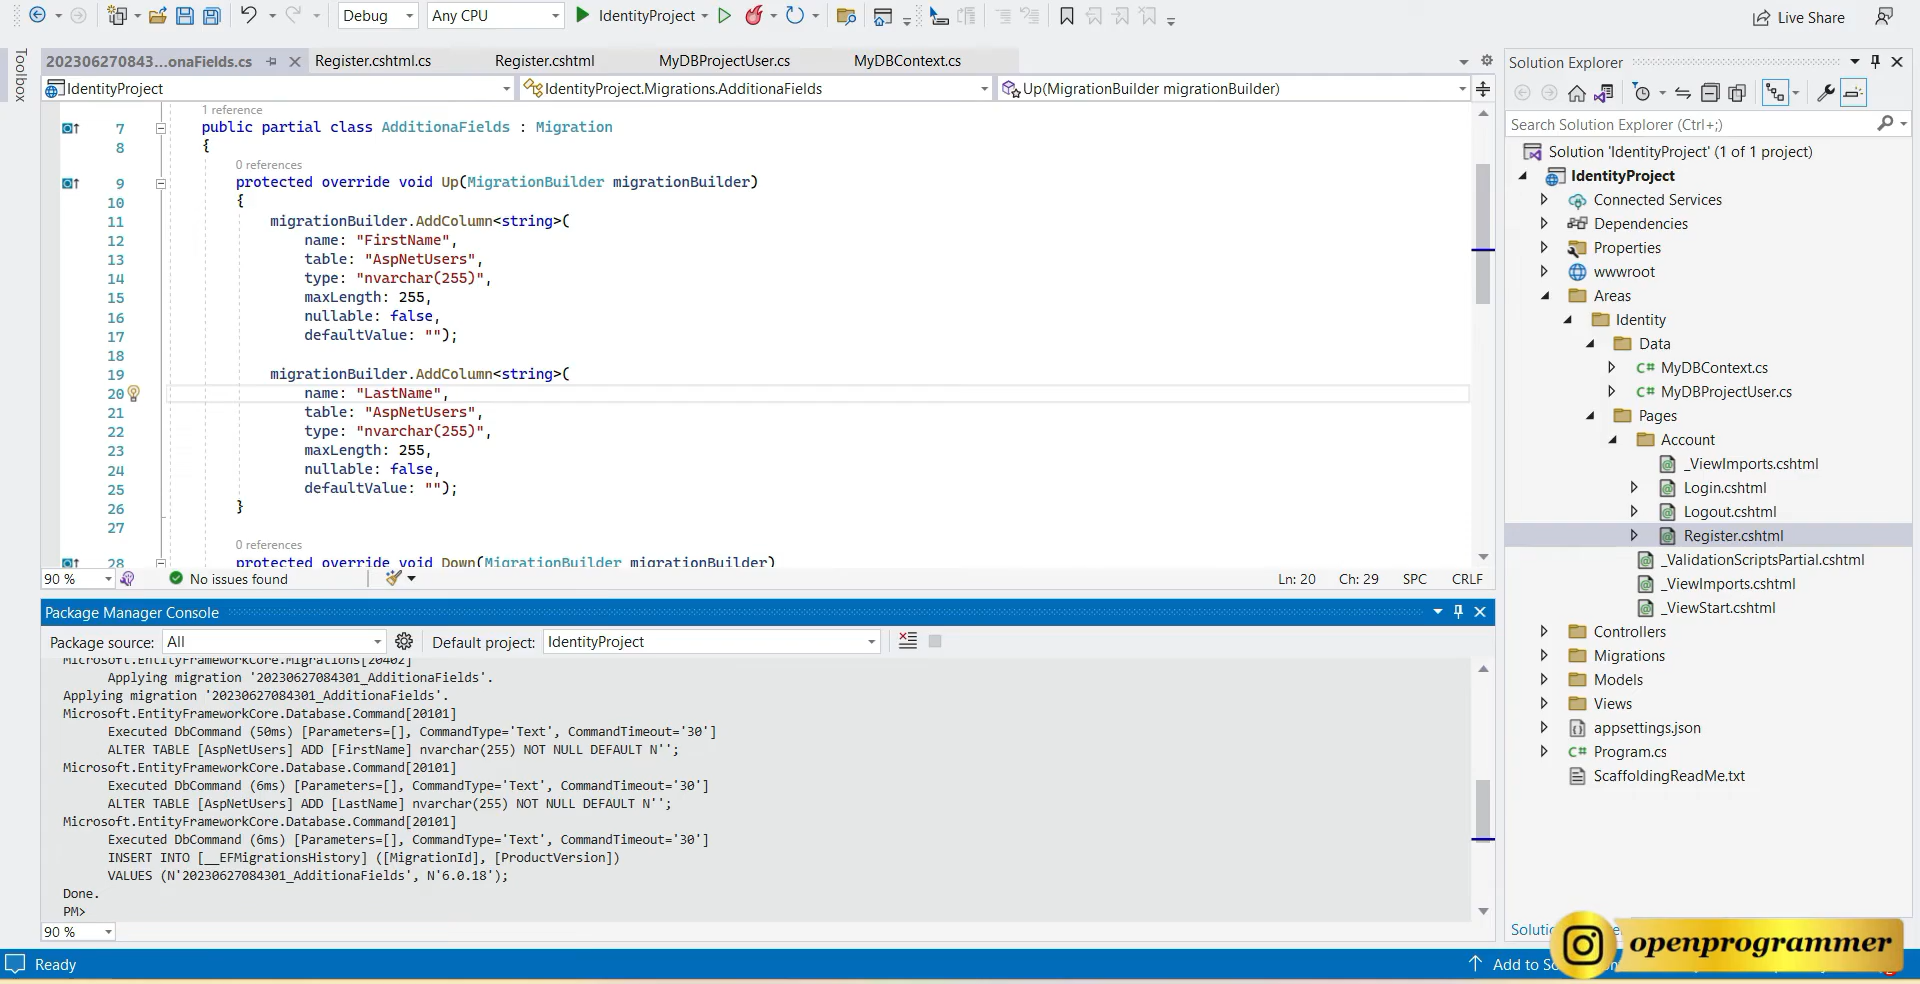 Debug
Any CPU
IdentityProject
Live Share
Toolbox
202306270843...onaFields.cs
Register.cshtml.cs
Register.cshtml
MyDBProjectUser.cs
MyDBContext.cs
IdentityProject
IdentityProject.Migrations.AdditionaFields
Up(MigrationBuilder migrationBuilder)
1 reference
7 public partial class AdditionaFields : Migration
8 {
0 references
9 protected override void Up(MigrationBuilder migrationBuilder)
10 {
11 migrationBuilder.AddColumn<string>(
12 name: "FirstName",
13 table: "AspNetUsers",
14 type: "nvarchar(255)",
15 maxLength: 255,
16 nullable: false,
17 defaultValue: "");
18
19 migrationBuilder.AddColumn<string>(
20 name: "LastName",
21 table: "AspNetUsers",
22 type: "nvarchar(255)",
23 maxLength: 255,
24 nullable: false,
25 defaultValue: "");
26 }
27
0 references
28 protected override void Down(MigrationBuilder migrationBuilder)
90 %
No issues found
Ln: 20 Ch: 29 SPC CRLF
Package Manager Console
Package source: All
Default project: IdentityProject
Microsoft.EntityFrameworkCore.Migrations[20402]
Applying migration '20230627084301_AdditionaFields'.
Applying migration '20230627084301_AdditionaFields'.
Microsoft.EntityFrameworkCore.Database.Command[20101]
Executed DbCommand (50ms) [Parameters=[], CommandType='Text', CommandTimeout='30']
ALTER TABLE [AspNetUsers] ADD [FirstName] nvarchar(255) NOT NULL DEFAULT N'';
Microsoft.EntityFrameworkCore.Database.Command[20101]
Executed DbCommand (6ms) [Parameters=[], CommandType='Text', CommandTimeout='30']
ALTER TABLE [AspNetUsers] ADD [LastName] nvarchar(255) NOT NULL DEFAULT N'';
Microsoft.EntityFrameworkCore.Database.Command[20101]
Executed DbCommand (6ms) [Parameters=[], CommandType='Text', CommandTimeout='30']
INSERT INTO [__EFMigrationsHistory] ([MigrationId], [ProductVersion])
VALUES (N'20230627084301_AdditionaFields', N'6.0.18');
Done.
PM>
90 %
Ready
Solution Explorer
Search Solution Explorer (Ctrl+;)
Solution 'IdentityProject' (1 of 1 project)
IdentityProject
Connected Services
Dependencies
Properties
wwwroot
Areas
Identity
Data
C# MyDBContext.cs
C# MyDBProjectUser.cs
Pages
Account
_ViewImports.cshtml
Login.cshtml
Logout.cshtml
Register.cshtml
_ValidationScriptsPartial.cshtml
_ViewImports.cshtml
_ViewStart.cshtml
Controllers
Migrations
Models
Views
appsettings.json
C# Program.cs
ScaffoldingReadMe.txt
openprogrammer
Add to